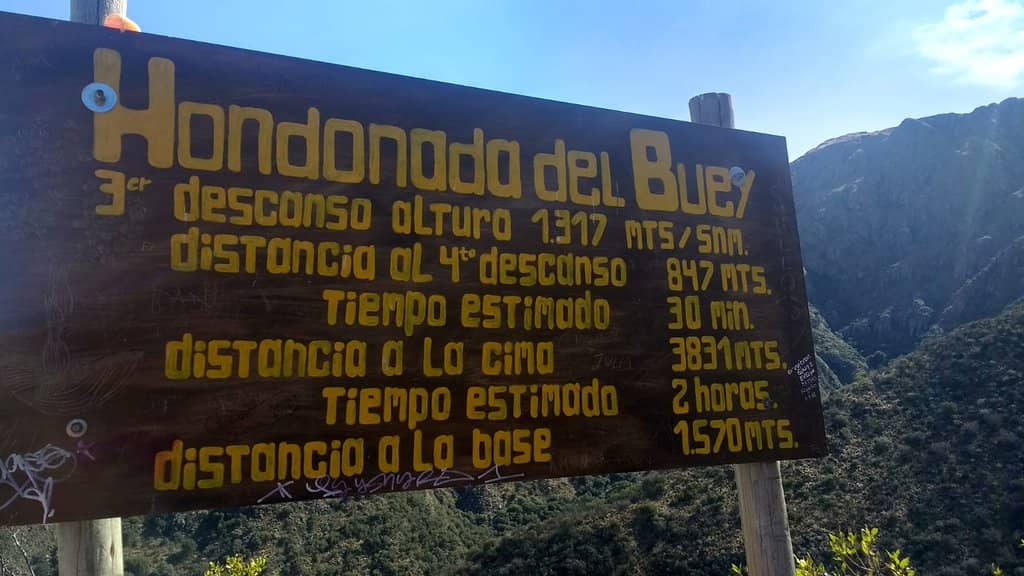 Hondonada del Buey
3er descanso altura 1.317 MTS/SNM.
distancia al 4to descanso 847 MTS.
Tiempo estimado 30 min.
distancia a la cima 3831 MTS.
Tiempo estimado 2 horas.
distancia a la base 1.570 MTS.